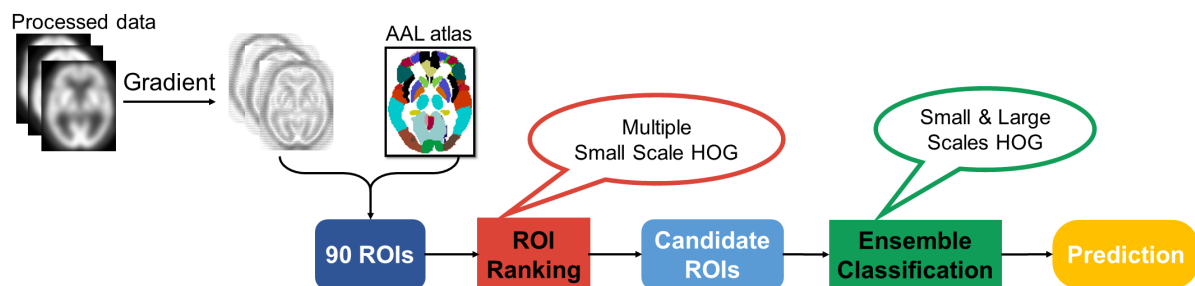 Processed data
Gradient
AAL atlas
Multiple
Small Scale HOG
Small & Large
Scales HOG
90 ROIs
ROI
Ranking
Candidate
ROIs
Ensemble
Classification
Prediction